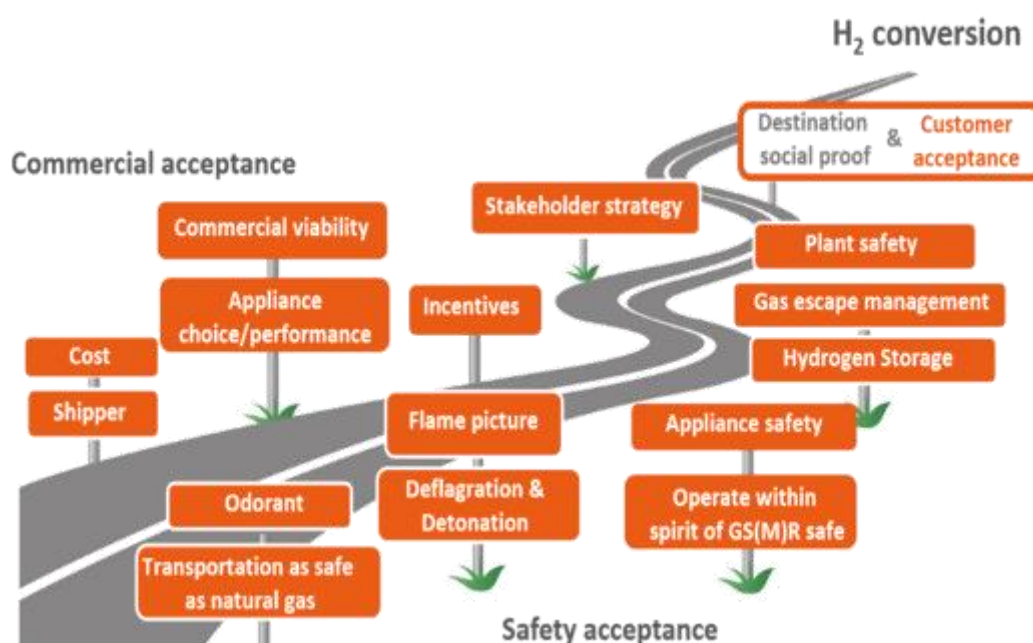 H₂ conversion
Destination
social proof
&
Customer
acceptance
Commercial acceptance
Stakeholder strategy
Commercial viability
Plant safety
Appliance
choice/performance
Incentives
Gas escape management
Cost
Hydrogen Storage
Shipper
Flame picture
Appliance safety
Odorant
Deflagration &
Detonation
Operate within
spirit of GS(M)R safe
Transportation as safe
as natural gas
Safety acceptance